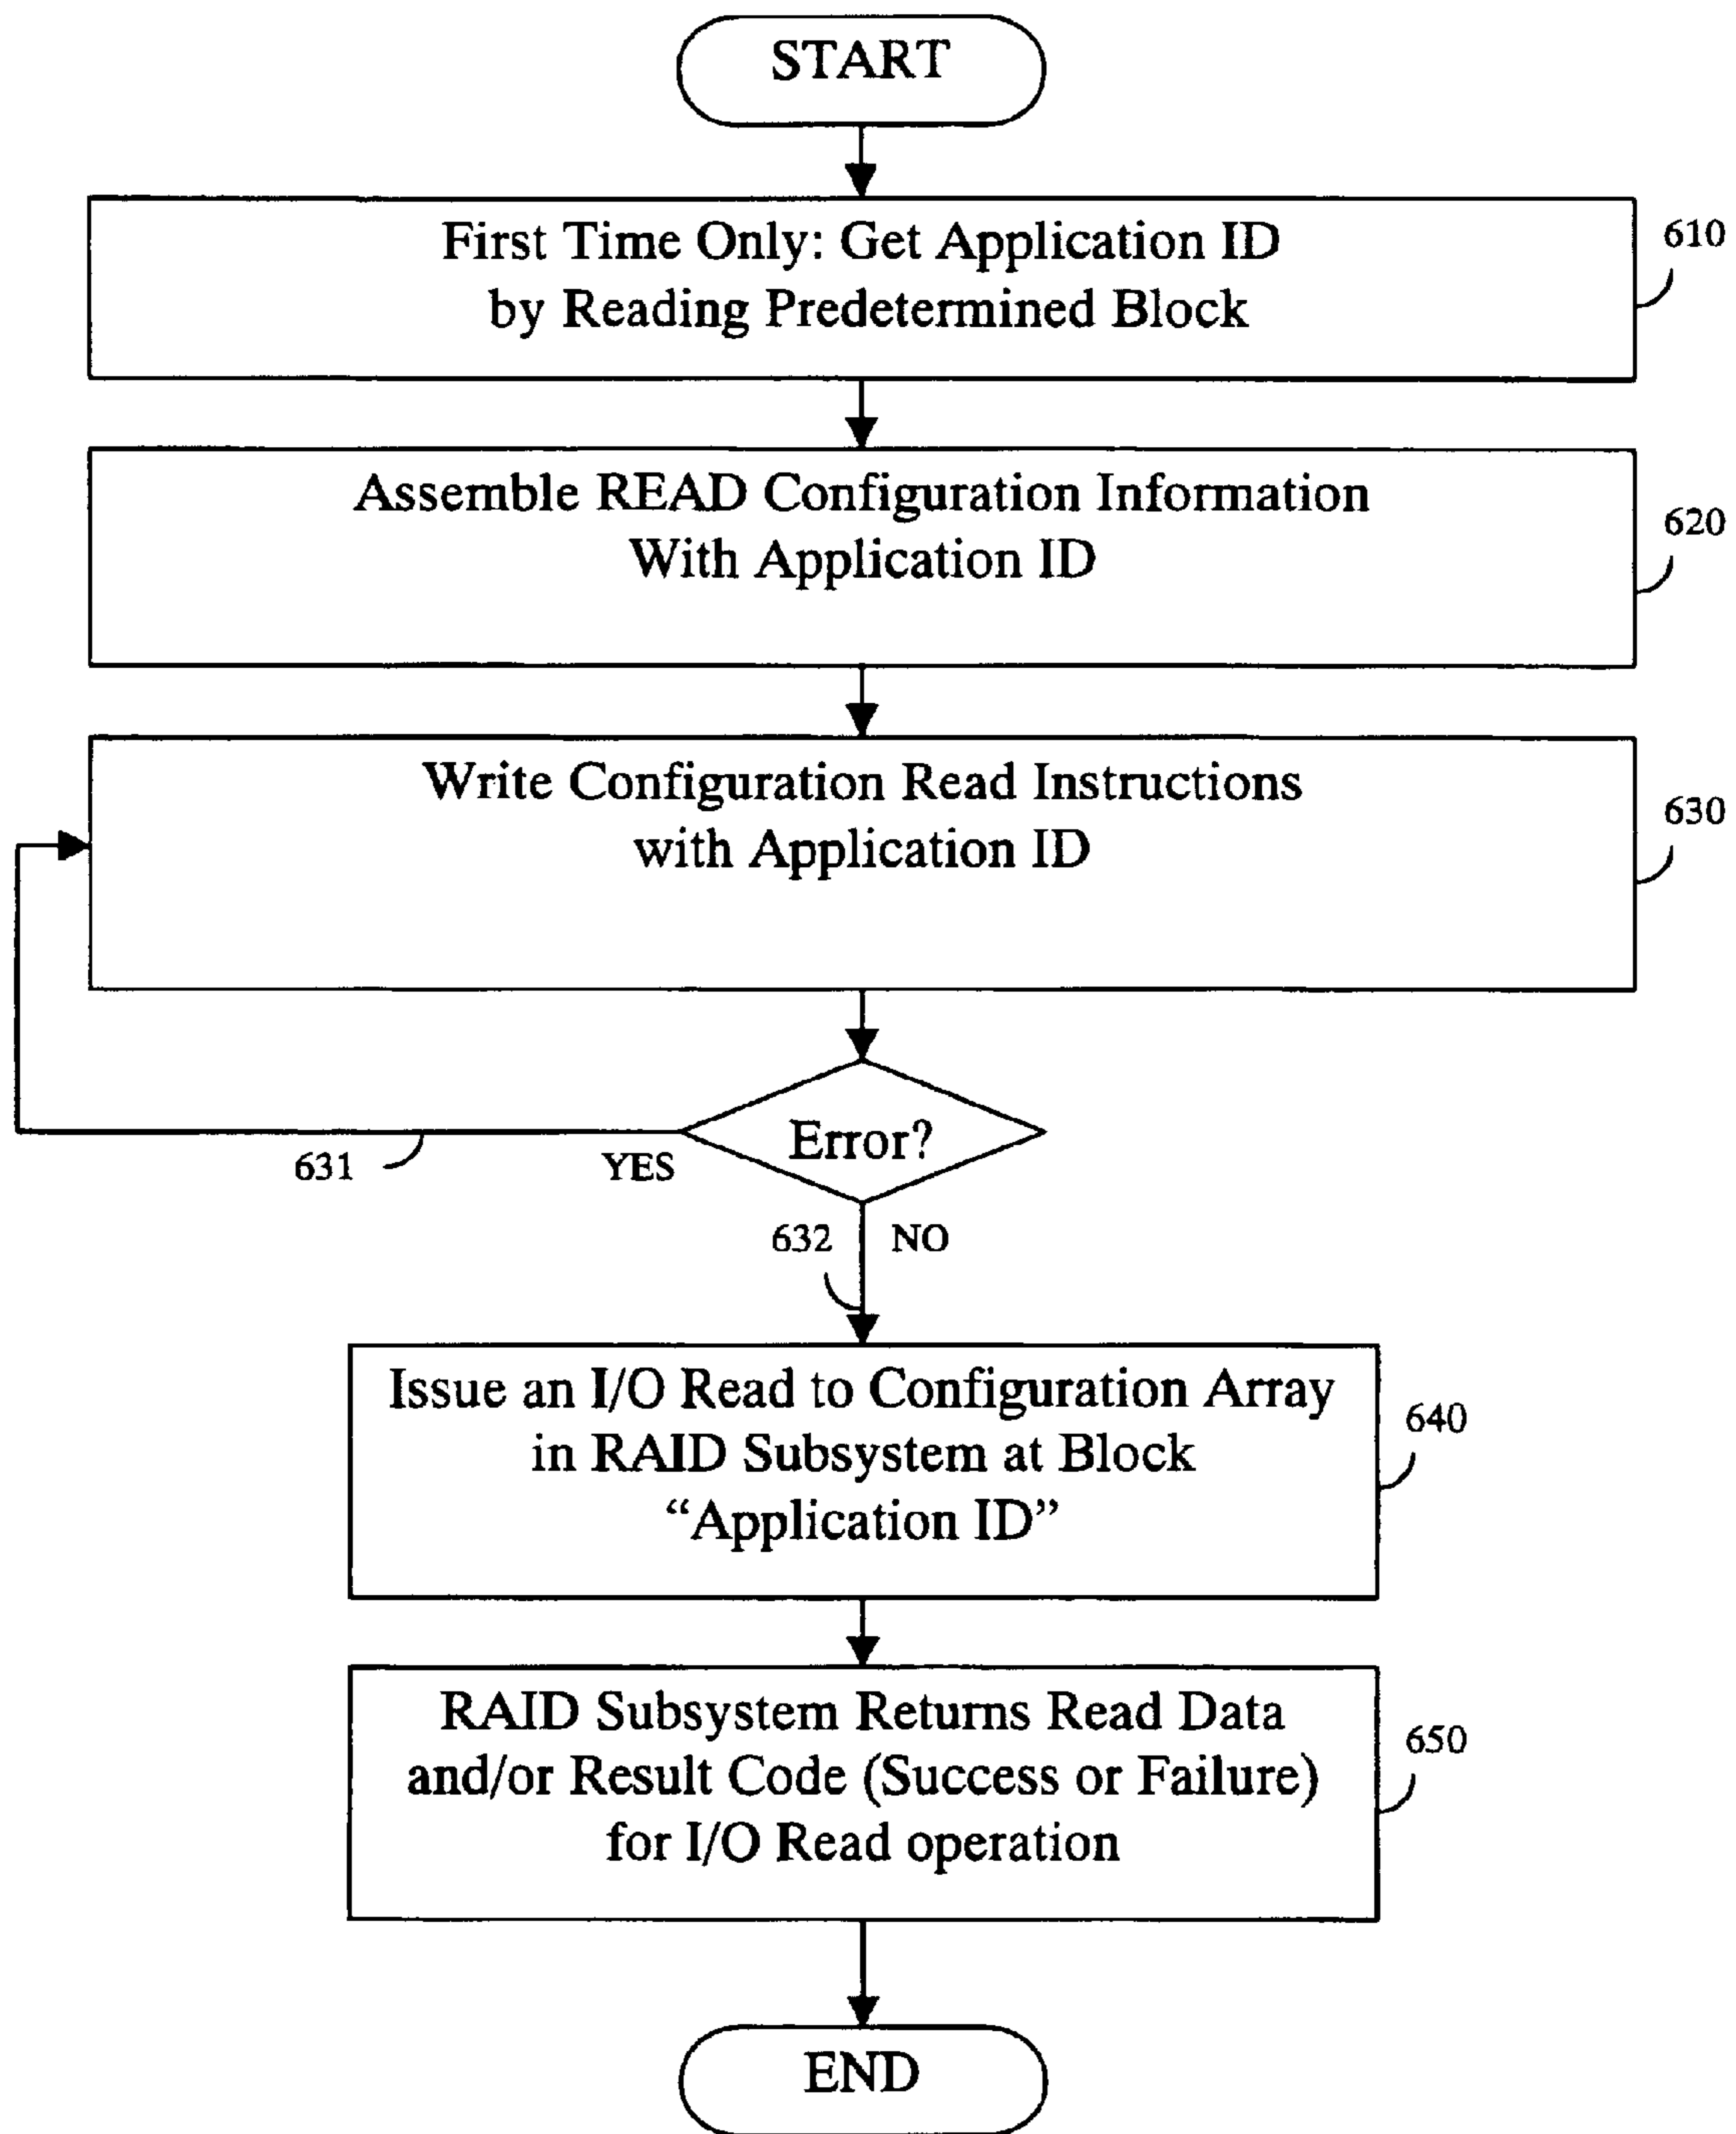 START
First Time Only: Get Application ID
by Reading Predetermined Block
610
Assemble READ Configuration Information
With Application ID
620
Write Configuration Read Instructions
with Application ID
630
Error?
631
YES
632
NO
Issue an I/O Read to Configuration Array
in RAID Subsystem at Block
“Application ID”
640
RAID Subsystem Returns Read Data
and/or Result Code (Success or Failure)
for I/O Read operation
650
END